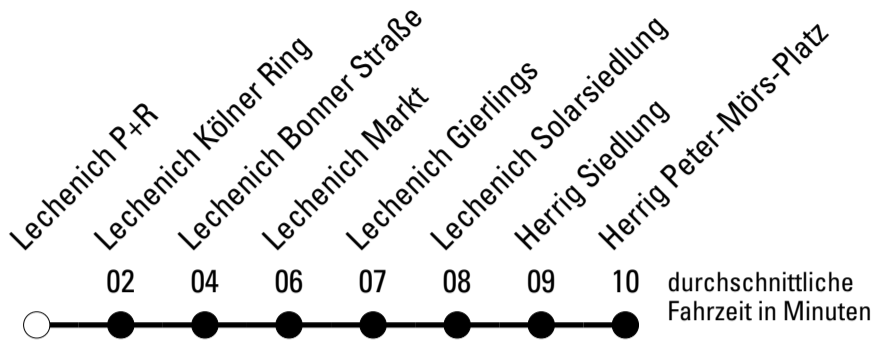 Lechenich P+R
Lechenich Kölner Ring
Lechenich Bonner Straße
Lechenich Markt
Lechenich Gierlings
Lechenich Solarsiedlung
Herrig Siedlung
Herrig Peter-Mörs-Platz
02 04 06 07 08 09 10 durchschnittliche
Fahrzeit in Minuten